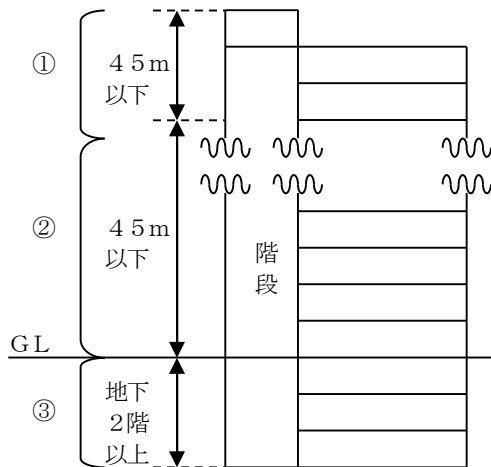 ①
４５ｍ
以下
②
４５ｍ
以下
階
段
ＧＬ
③
地下
２階
以上